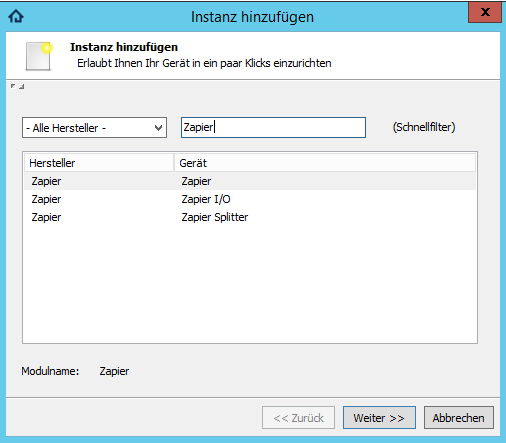 Instanz hinzufügen
X
Instanz hinzufügen
Erlaubt Ihnen Ihr Gerät in ein paar Klicks einzurichten
- Alle Hersteller - Zapier (Schnellfilter)
Hersteller Gerät
Zapier Zapier
Zapier Zapier I/O
Zapier Zapier Splitter
Modulname: Zapier
<< Zurück Weiter >> Abbrechen